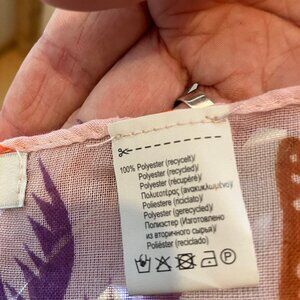 100% Polyester (recycelt)/
Polyester (recycled)/
Polyester (récupéré)/
Πολυεστέρας (ανακυκλωμένο)/
Poliestere (riciclato)/
Polyester (gerecycled)/
Полиэстер (Изготовлено
из вторичного сырья)/
Poliéster (reciclado)/
P